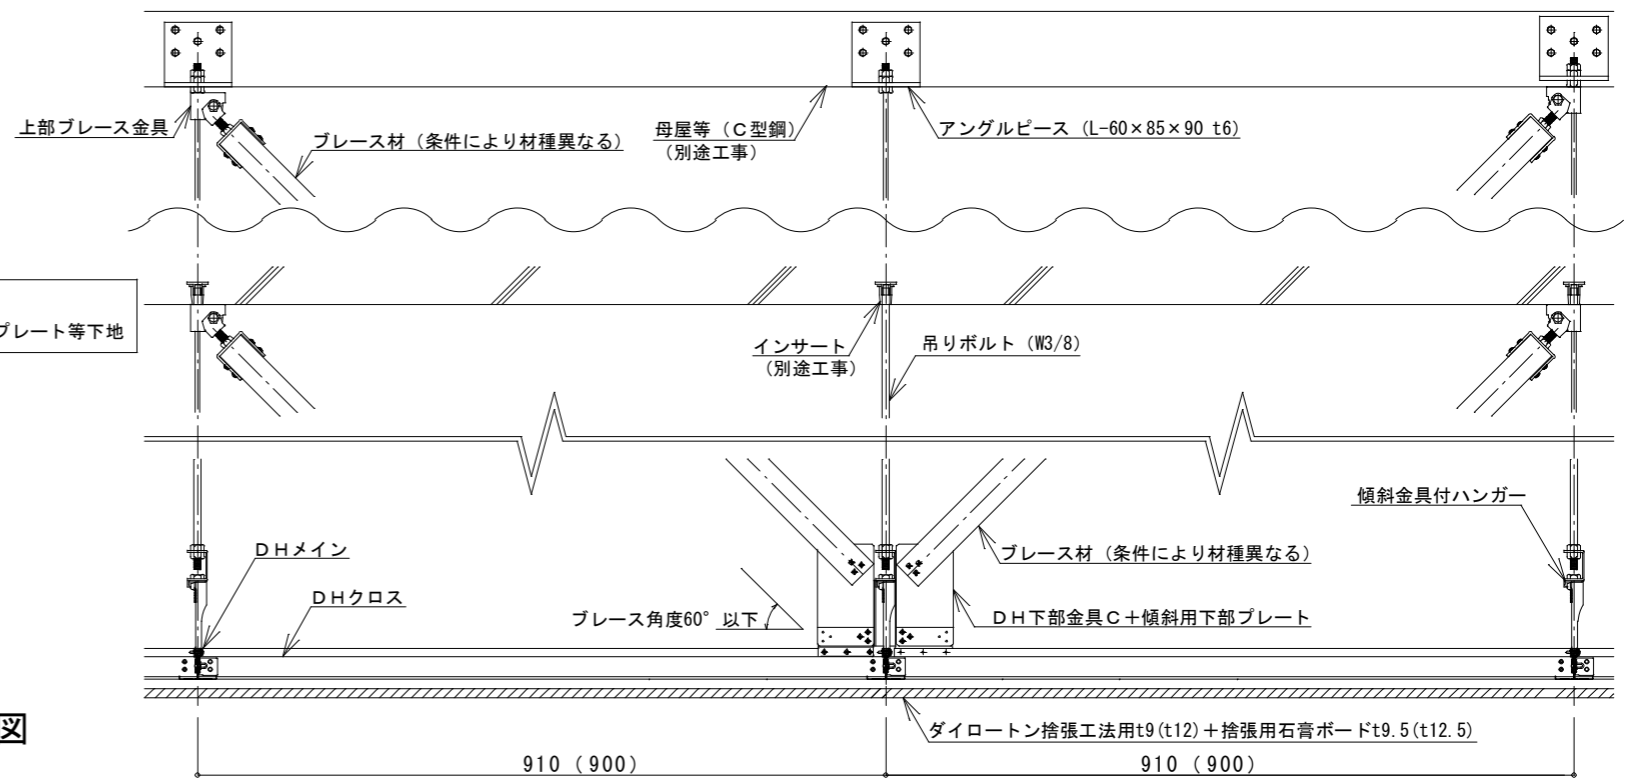 上部ブレース金具
ブレース材（条件により材種異なる）
母屋等（Ｃ型鋼）
（別途工事）
アングルピース（L-60×85×90 t6）
プレート等下地
インサート
（別途工事）
吊りボルト（W3/8）
傾斜金具付ハンガー
ＤＨメイン
ブレース材（条件により材種異なる）
ＤＨクロス
ブレース角度60°以下
ＤＨ下部金具Ｃ＋傾斜用下部プレート
図
ダイロートン捨張工法用t9(t12)＋捨張用石膏ボードt9.5(t12.5)
910（900）
910（900）